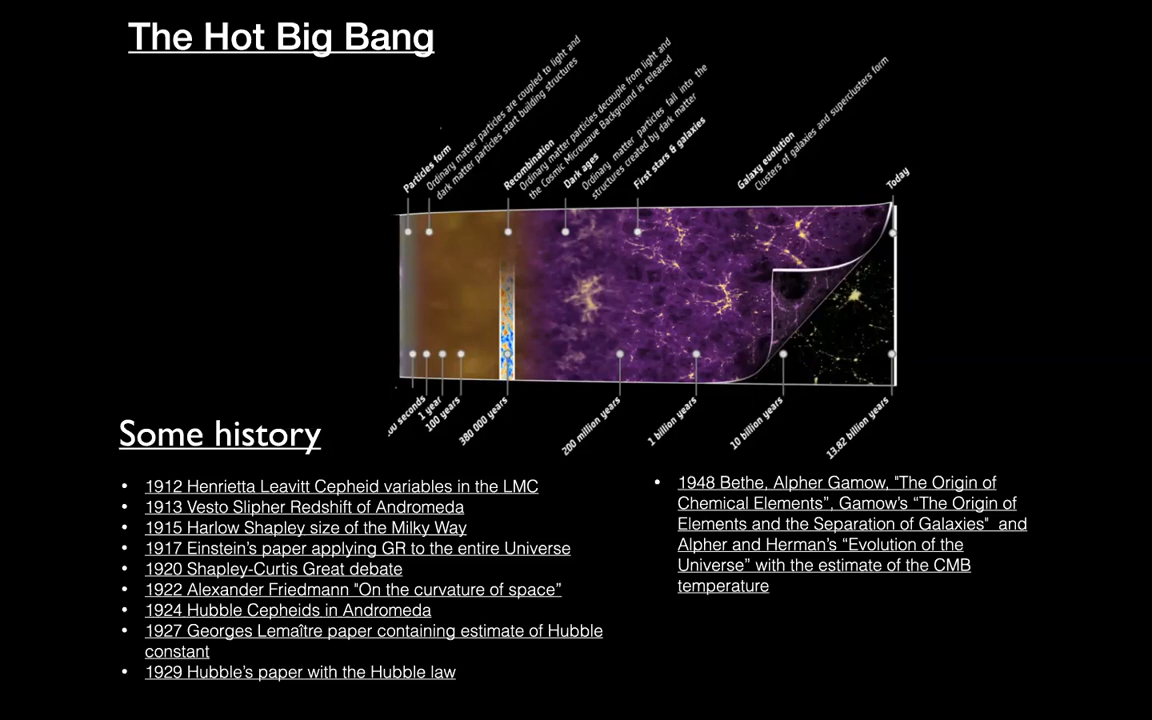 The Hot Big Bang
Particles form
Ordinary matter particles are coupled to light and
dark matter particles start building structures
Recombination
Ordinary matter particles decouple from light and
the Cosmic Microwave Background is released
Dark ages
Ordinary matter particles fall into the
structures created by dark matter
First stars & galaxies
Galaxy evolution
Clusters of galaxies and superclusters form
Today
seconds
1 year
100 years
380 000 years
200 million years
1 billion years
10 billion years
13.82 billion years
Some history
• 1912 Henrietta Leavitt Cepheid variables in the LMC
• 1913 Vesto Slipher Redshift of Andromeda
• 1915 Harlow Shapley size of the Milky Way
• 1917 Einstein's paper applying GR to the entire Universe
• 1920 Shapley-Curtis Great debate
• 1922 Alexander Friedmann "On the curvature of space”
• 1924 Hubble Cepheids in Andromeda
• 1927 Georges Lemaître paper containing estimate of Hubble
constant
• 1929 Hubble's paper with the Hubble law
• 1948 Bethe, Alpher Gamow, "The Origin of
Chemical Elements”, Gamow's “The Origin of
Elements and the Separation of Galaxies" and
Alpher and Herman's “Evolution of the
Universe” with the estimate of the CMB
temperature